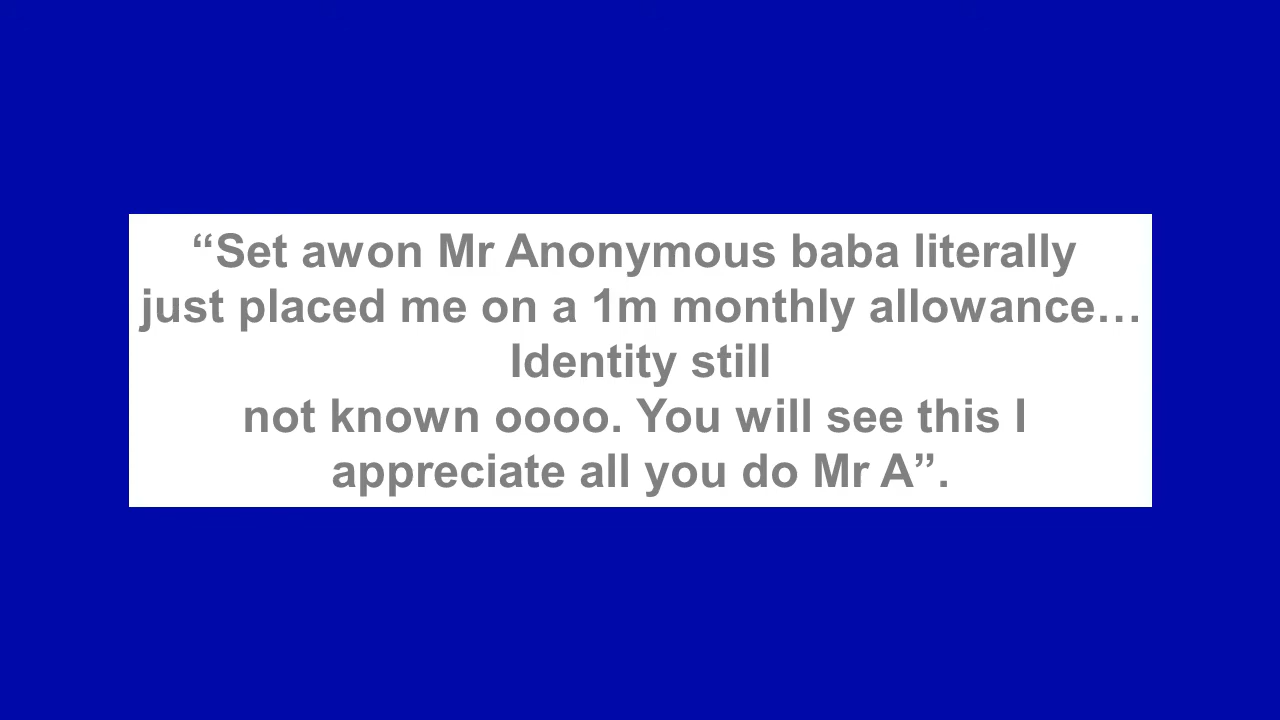 “Set awon Mr Anonymous baba literally
just placed me on a 1m monthly allowance…
Identity still
not known oooo. You will see this I
appreciate all you do Mr A”.